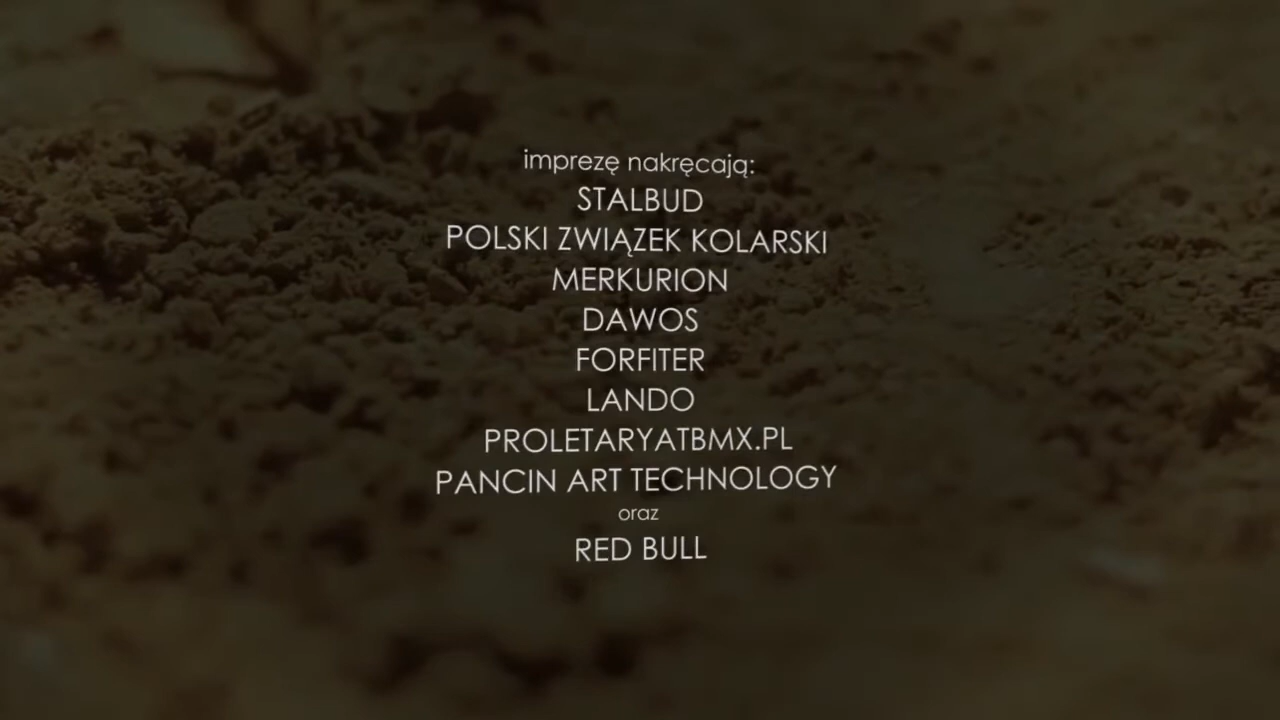 imprezę nakręcają:
STALBUD
POLSKI ZWIĄZEK KOLARSKI
MERKURION
DAWOS
FORFITER
LANDO
PROLETARYATBMX.PL
PANCIN ART TECHNOLOGY
oraz
RED BULL